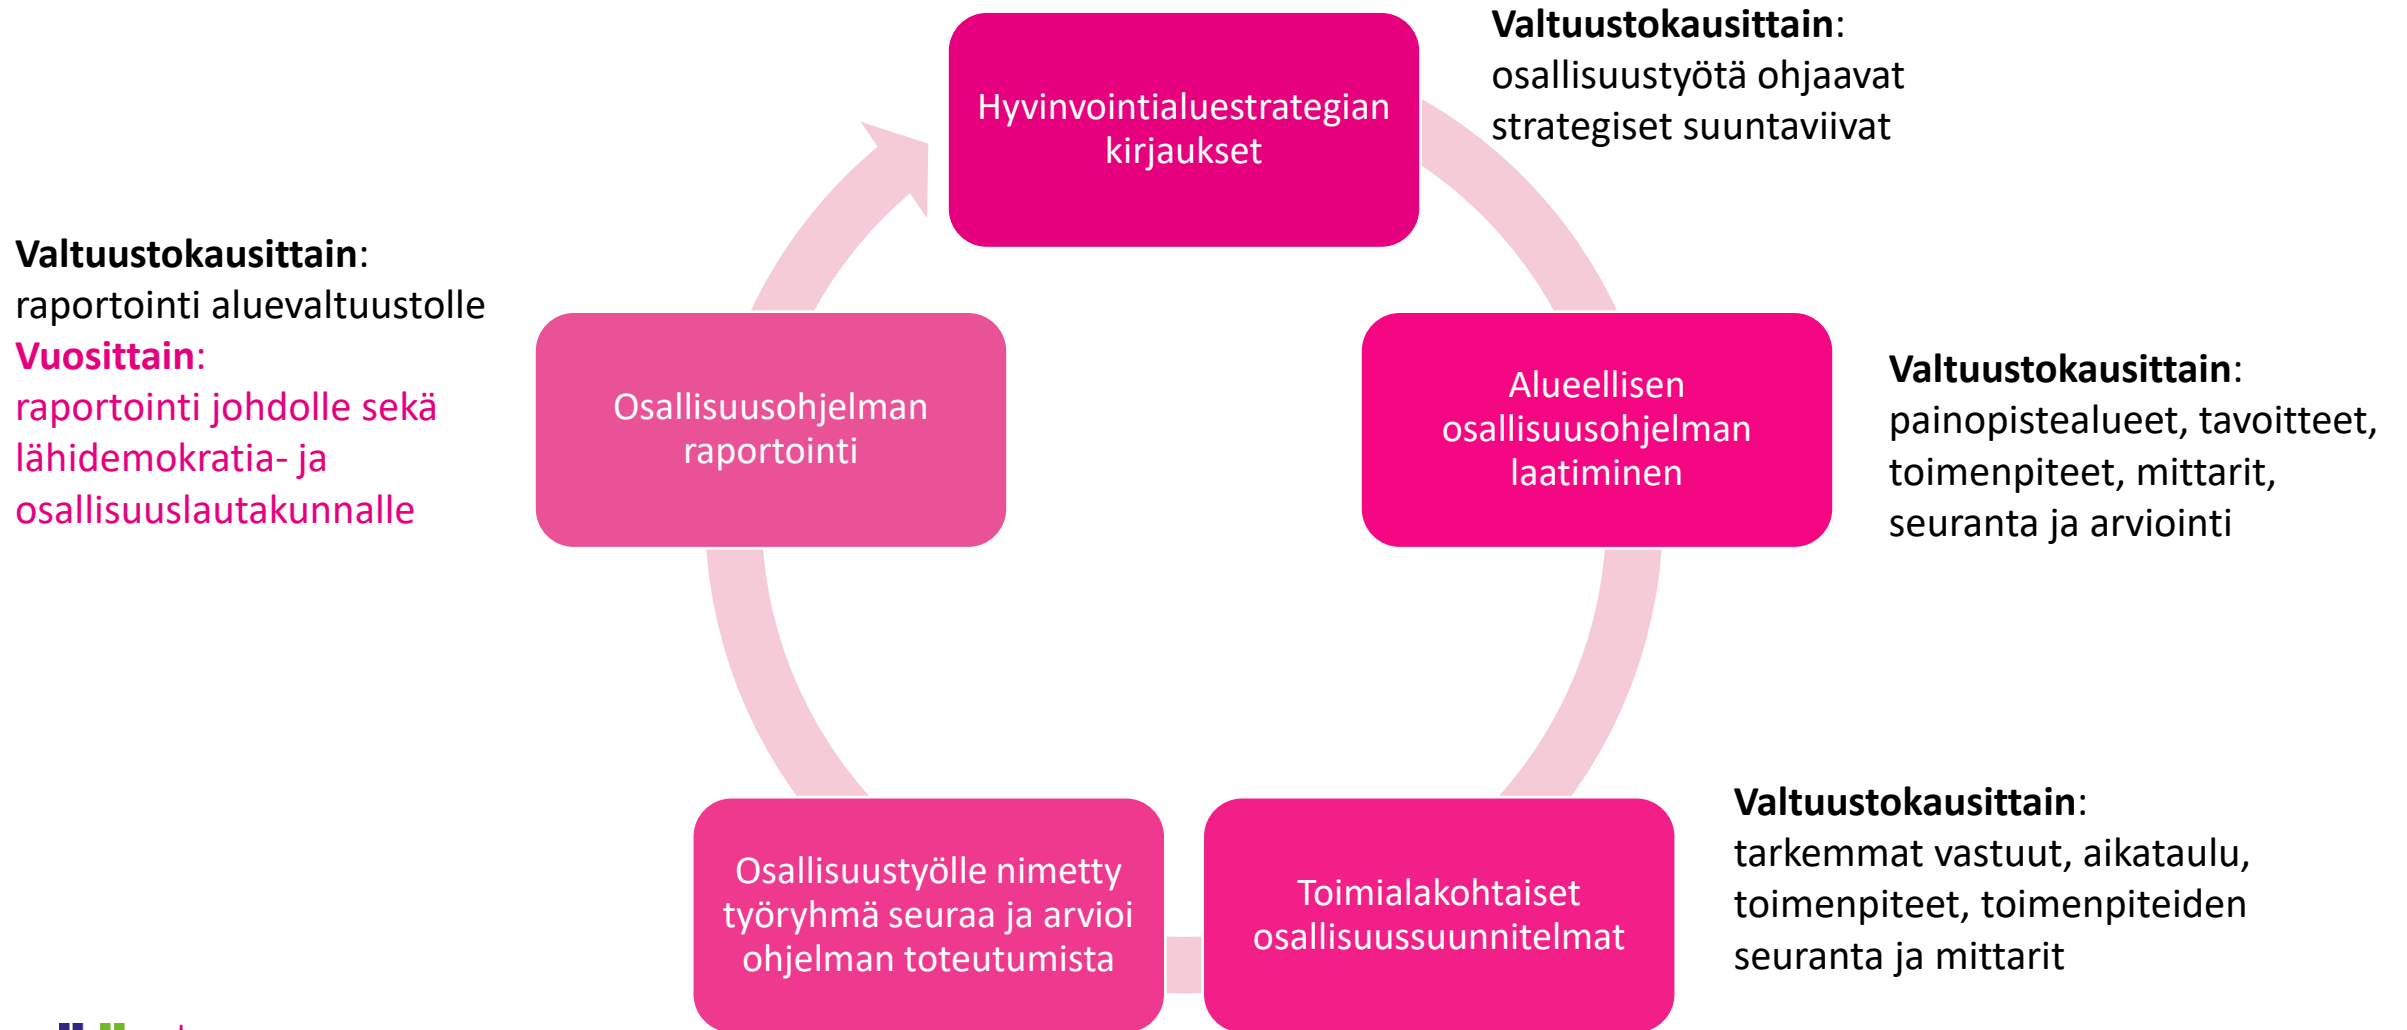 Hyvinvointialuestrategian
kirjaukset
Valtuustokausittain:
osallisuustyötä ohjaavat
strategiset suuntaviivat
Alueellisen
osallisuusohjelman
laatiminen
Valtuustokausittain:
painopistealueet, tavoitteet,
toimenpiteet, mittarit,
seuranta ja arviointi
Toimialakohtaiset
osallisuussuunnitelmat
Valtuustokausittain:
tarkemmat vastuut, aikataulu,
toimenpiteet, toimenpiteiden
seuranta ja mittarit
Osallisuustyölle nimetty
työryhmä seuraa ja arvioi
ohjelman toteutumista
Osallisuusohjelman
raportointi
Valtuustokausittain:
raportointi aluevaltuustolle
Vuosittain:
raportointi johdolle sekä
lähidemokratia- ja
osallisuuslautakunnalle